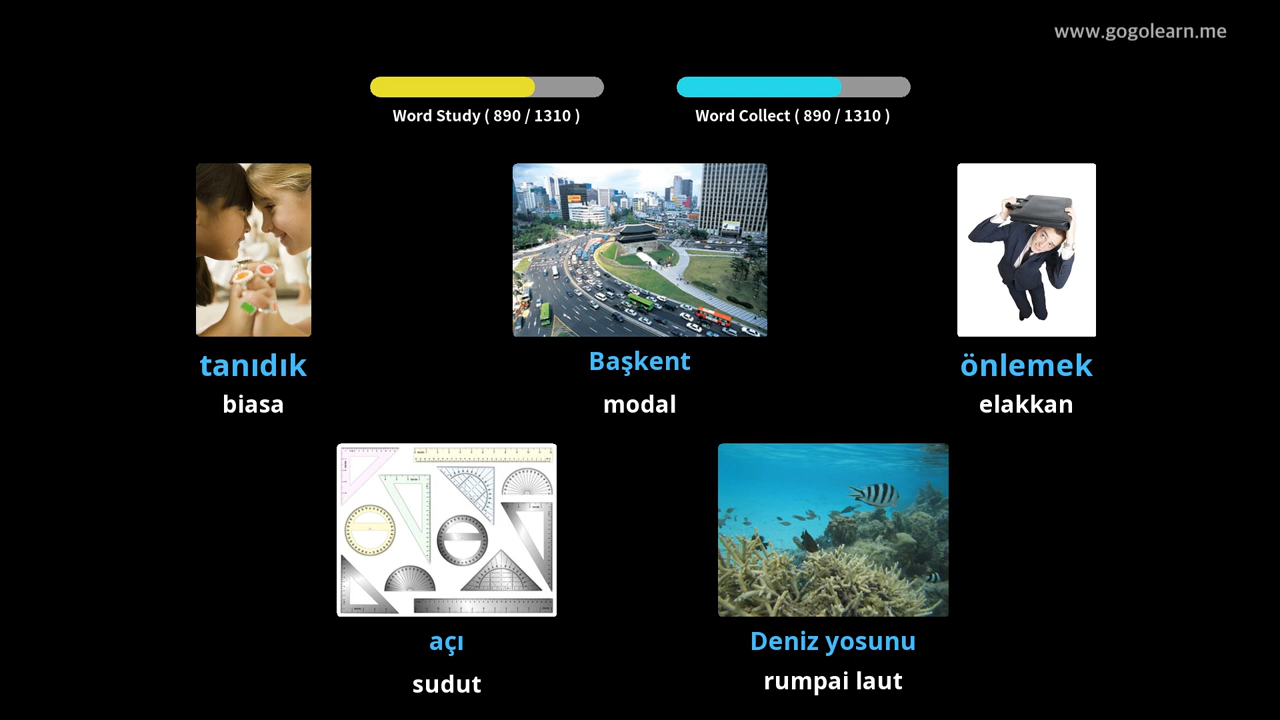 www.gogolearn.me
Word Study ( 890 / 1310 )
Word Collect ( 890 / 1310 )
tanıdık
biasa
Başkent
modal
önlemek
elakkan
açı
sudut
Deniz yosunu
rumpai laut